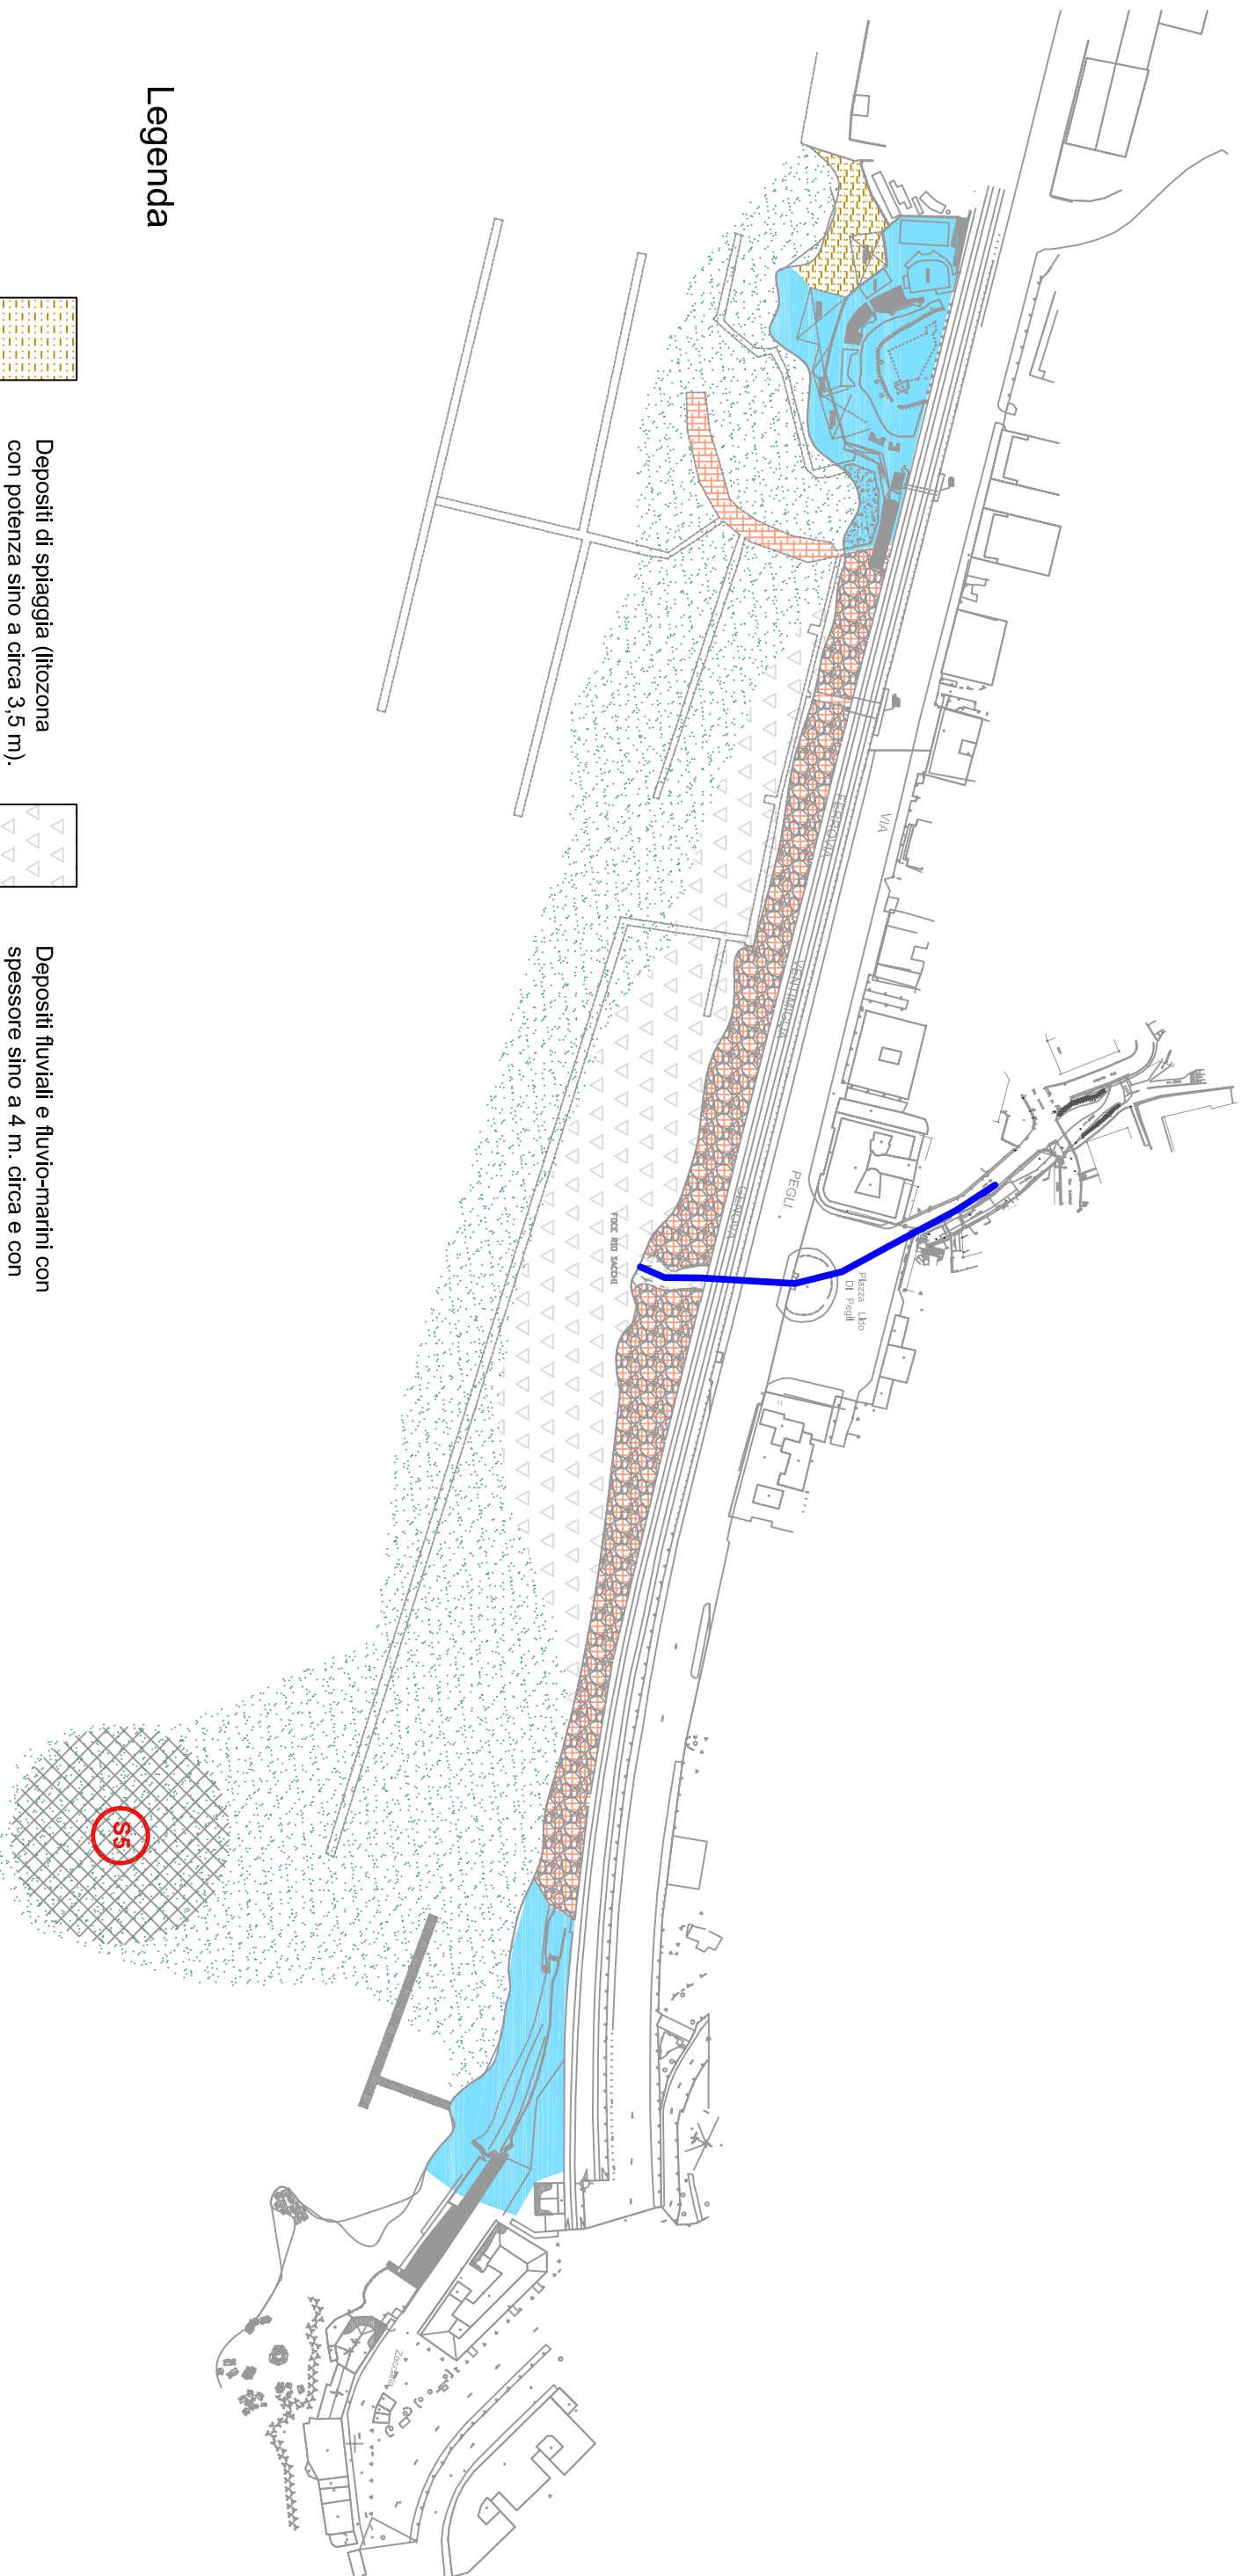 VIA
FERROVIA
VENTIMIGLIA
PEGLI
GENOVA
Piazza Lido
Di Pegli
FOCE RIO SACCHI
S5
Zaccaria
Legenda
Depositi di spiaggia (litozona
con potenza sino a circa 3,5 m).
Depositi fluviali e fluvio-marini con
spessore sino a 4 m. circa e con